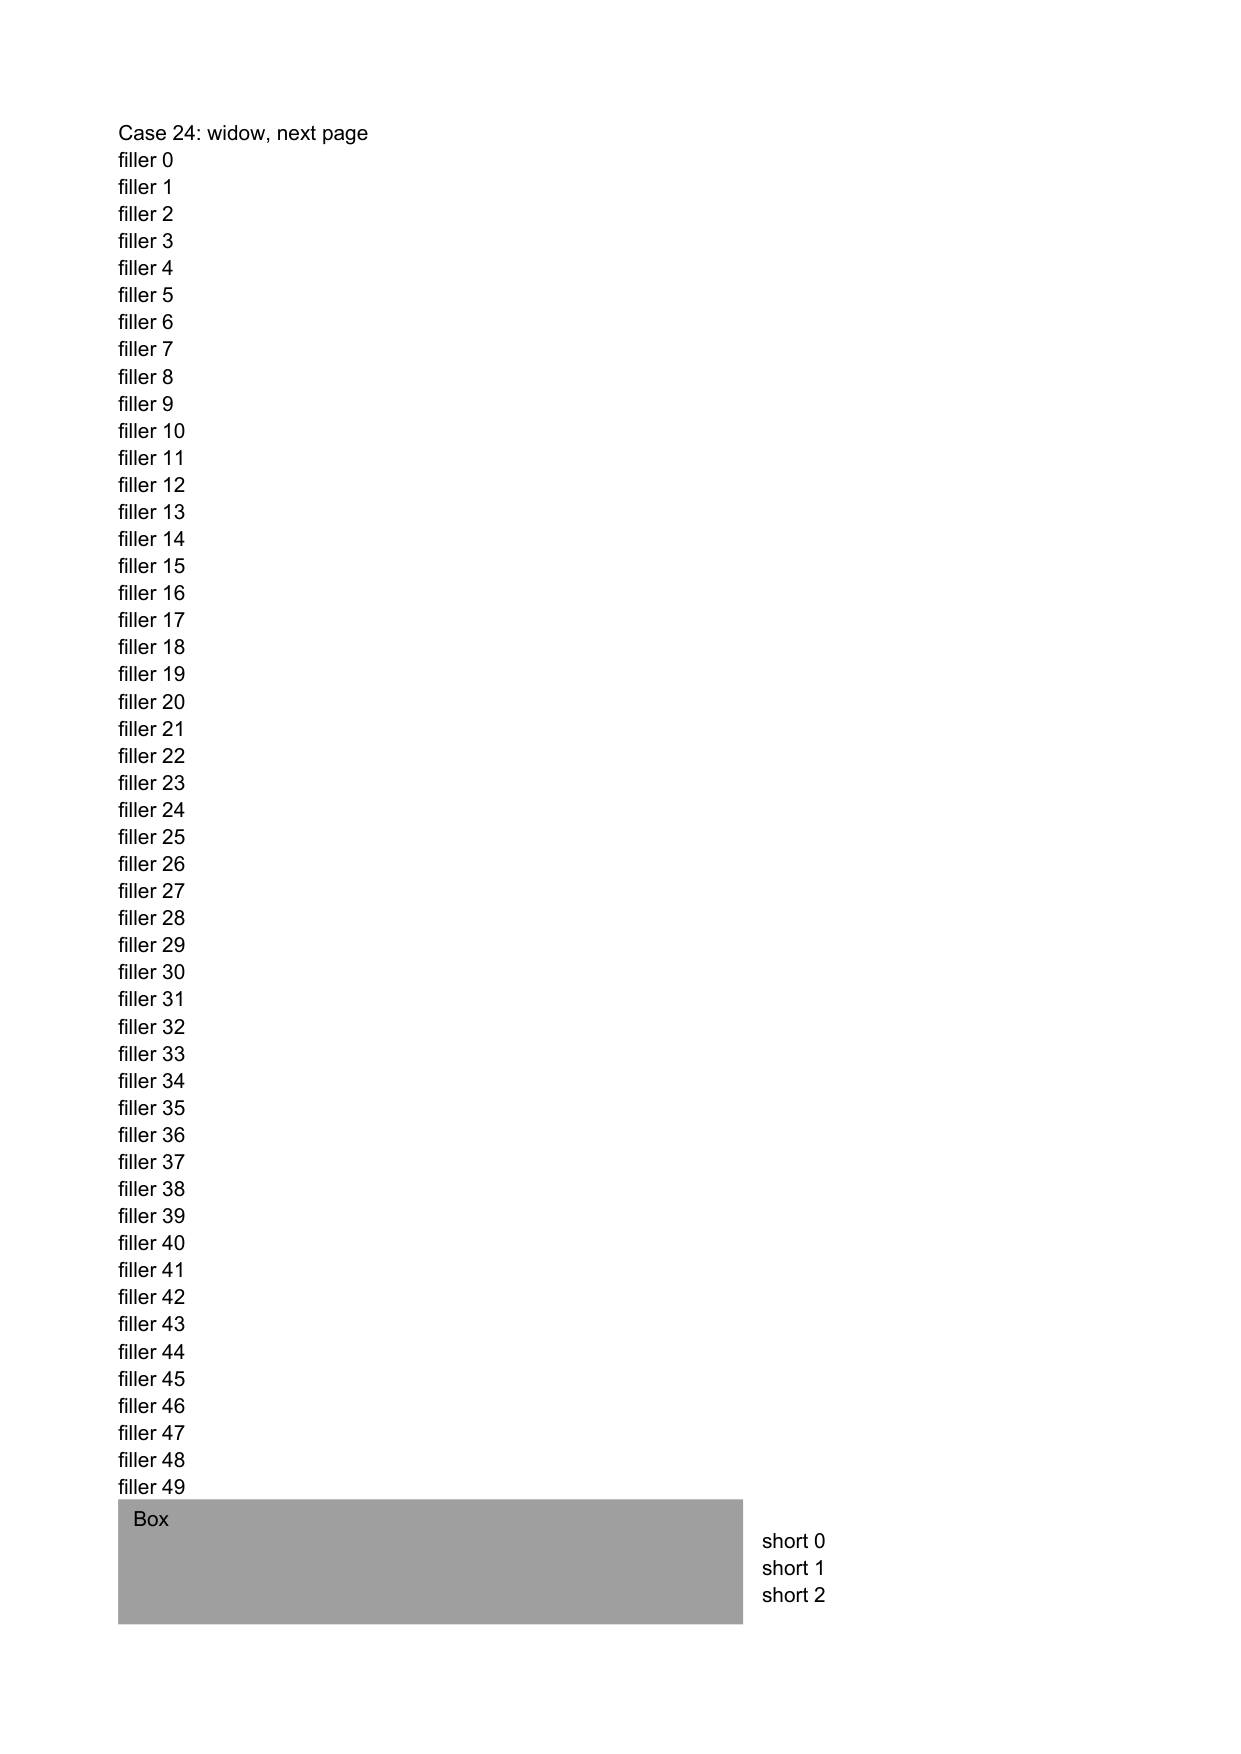 Case 24: widow, next page
filler 0
filler 1
filler 2
filler 3
filler 4
filler 5
filler 6
filler 7
filler 8
filler 9
filler 10
filler 11
filler 12
filler 13
filler 14
filler 15
filler 16
filler 17
filler 18
filler 19
filler 20
filler 21
filler 22
filler 23
filler 24
filler 25
filler 26
filler 27
filler 28
filler 29
filler 30
filler 31
filler 32
filler 33
filler 34
filler 35
filler 36
filler 37
filler 38
filler 39
filler 40
filler 41
filler 42
filler 43
filler 44
filler 45
filler 46
filler 47
filler 48
filler 49
Box
short 0
short 1
short 2